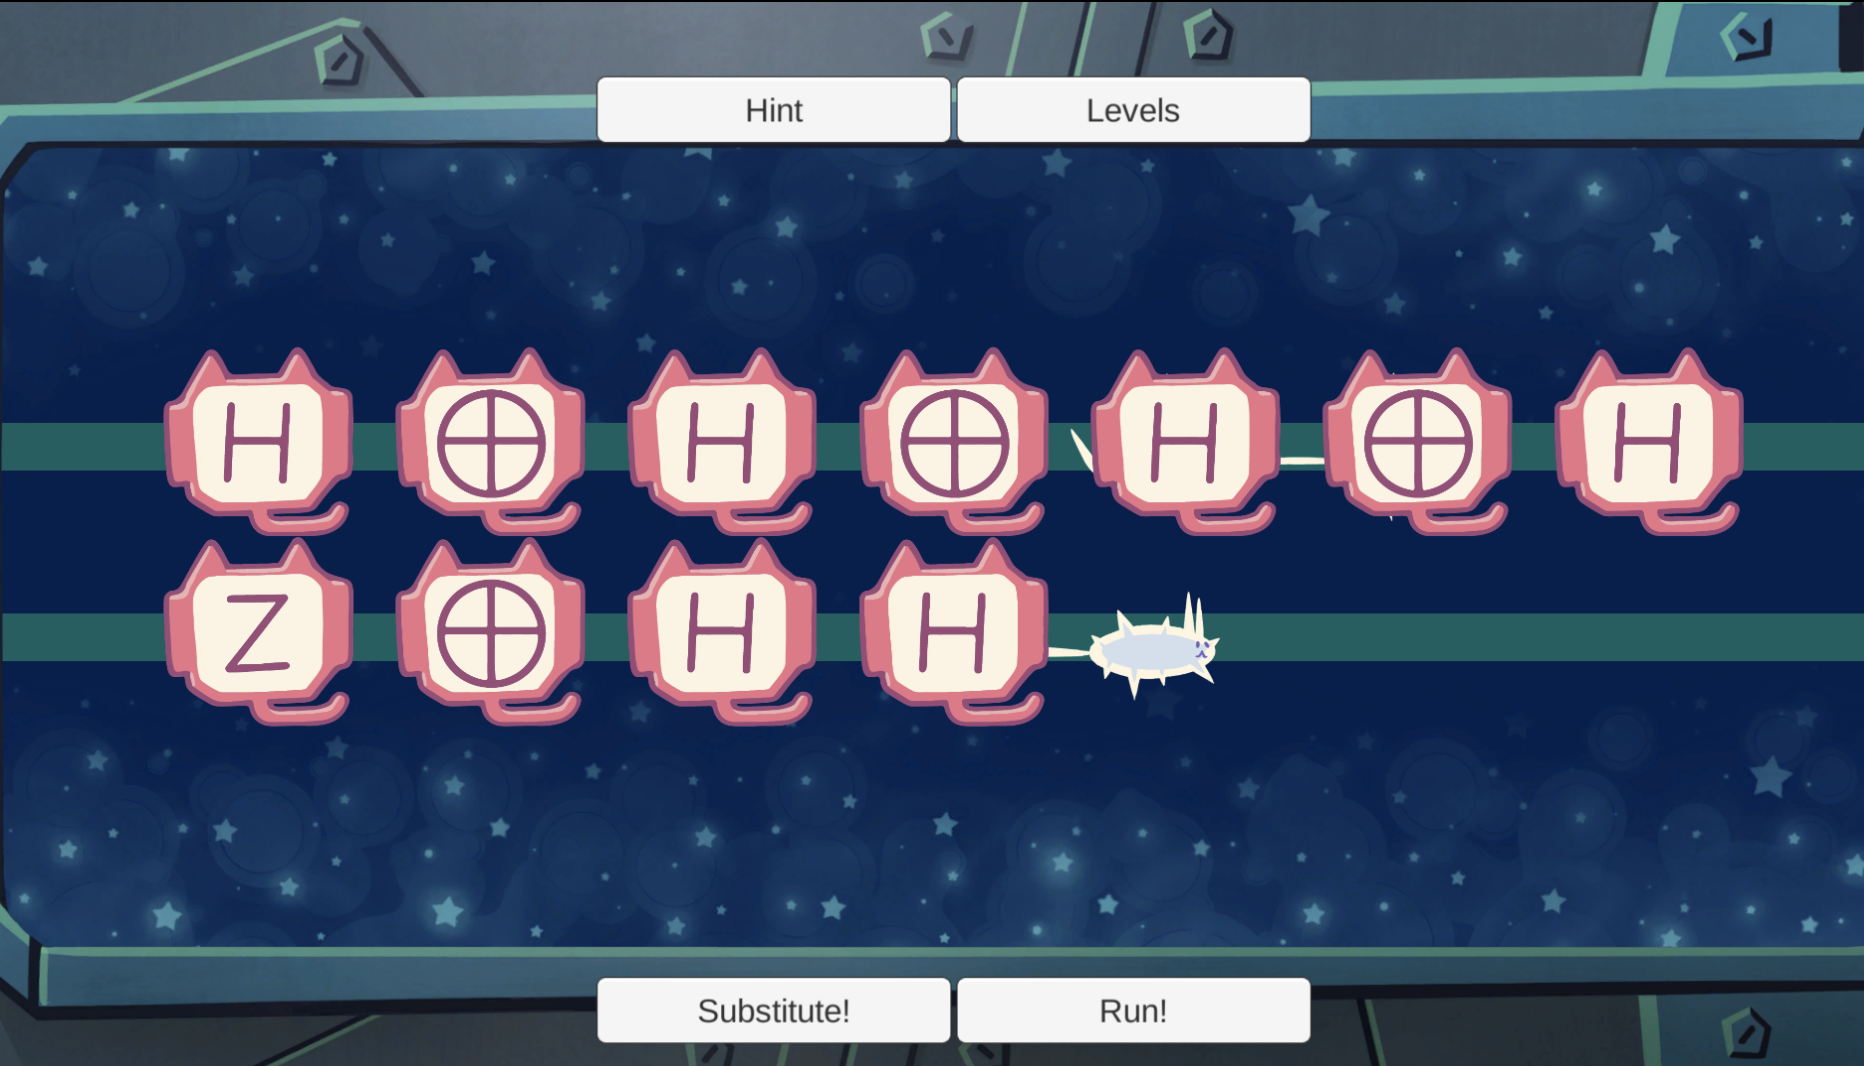 Hint Levels
H ⊕ H ⊕ H ⊕ H
Z ⊕ H H
Substitute! Run!